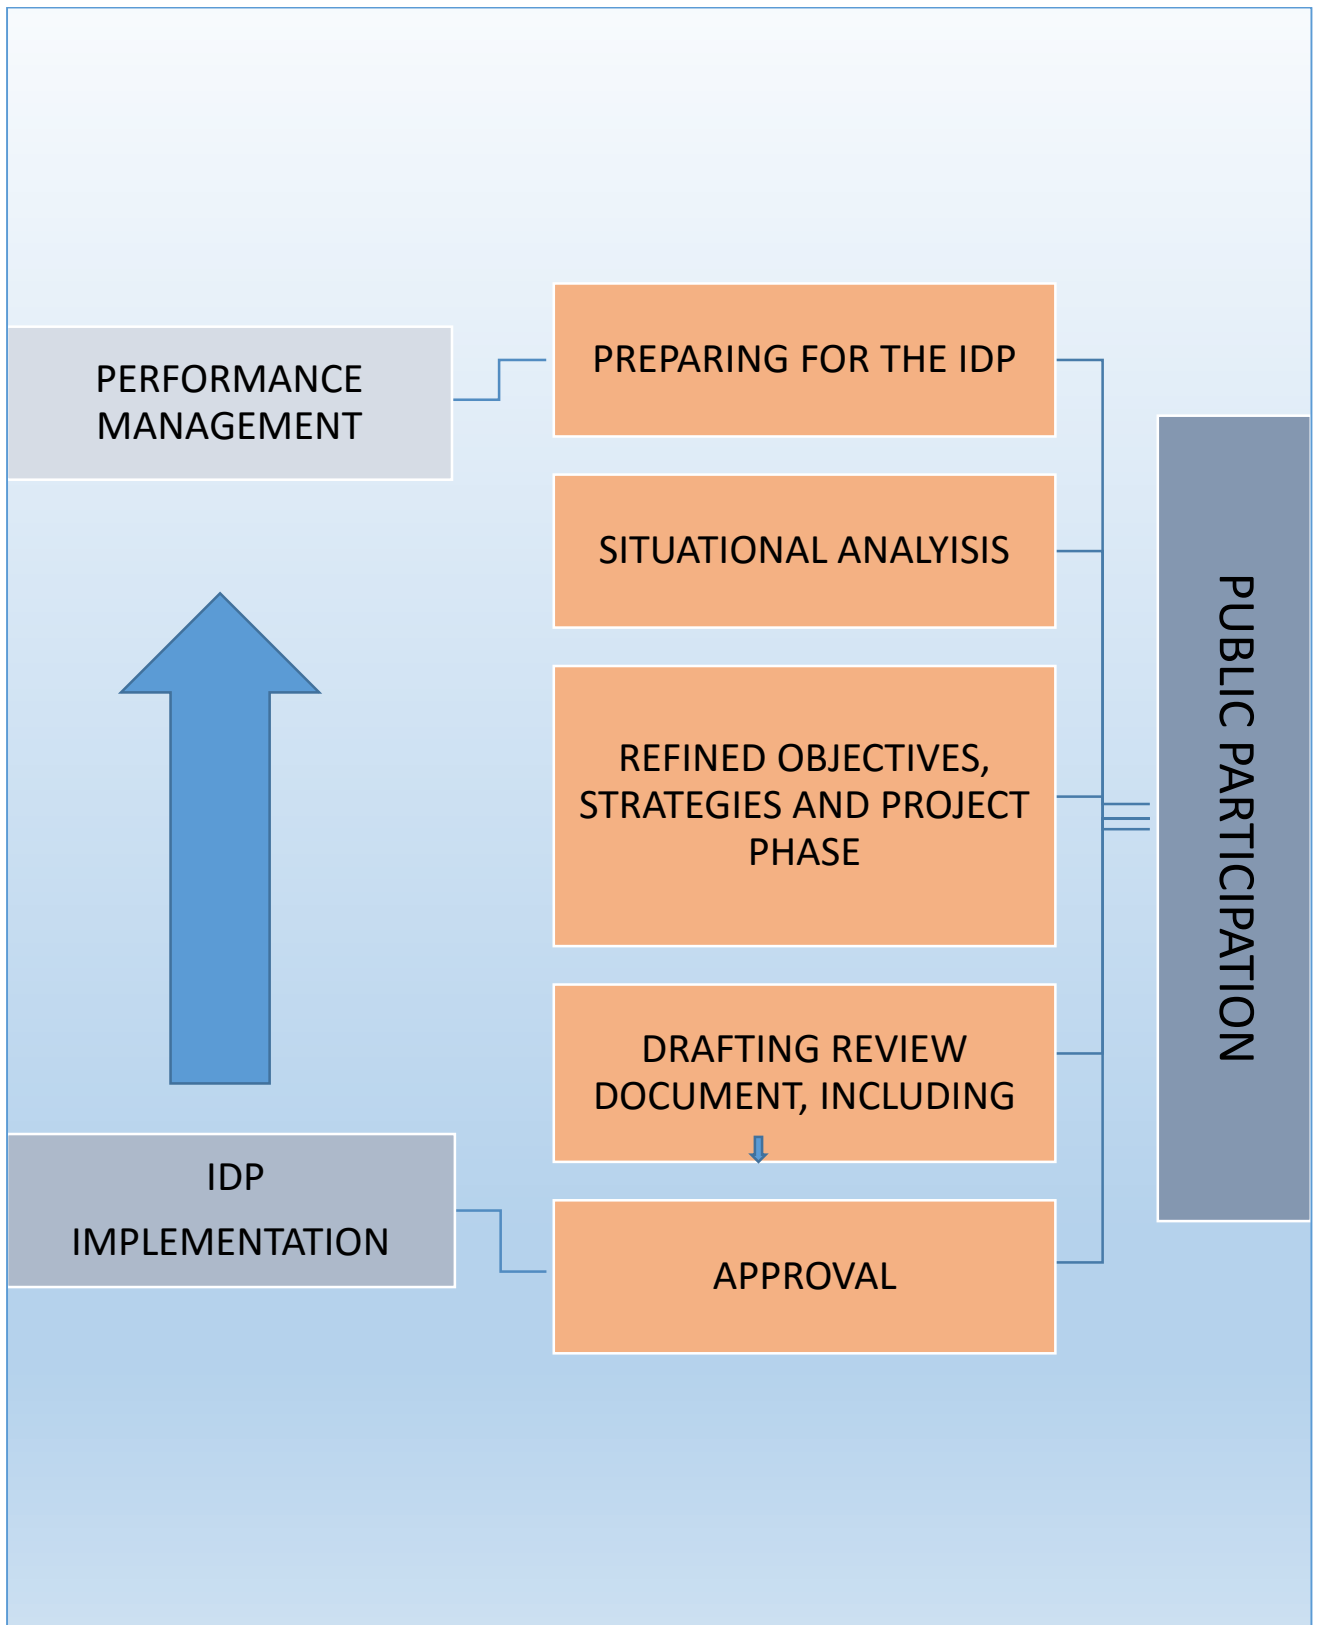 PERFORMANCE
MANAGEMENT
IDP
IMPLEMENTATION
PREPARING FOR THE IDP
SITUATIONAL ANALYISIS
REFINED OBJECTIVES,
STRATEGIES AND PROJECT
PHASE
DRAFTING REVIEW
DOCUMENT, INCLUDING
APPROVAL
PUBLIC PARTICIPATION